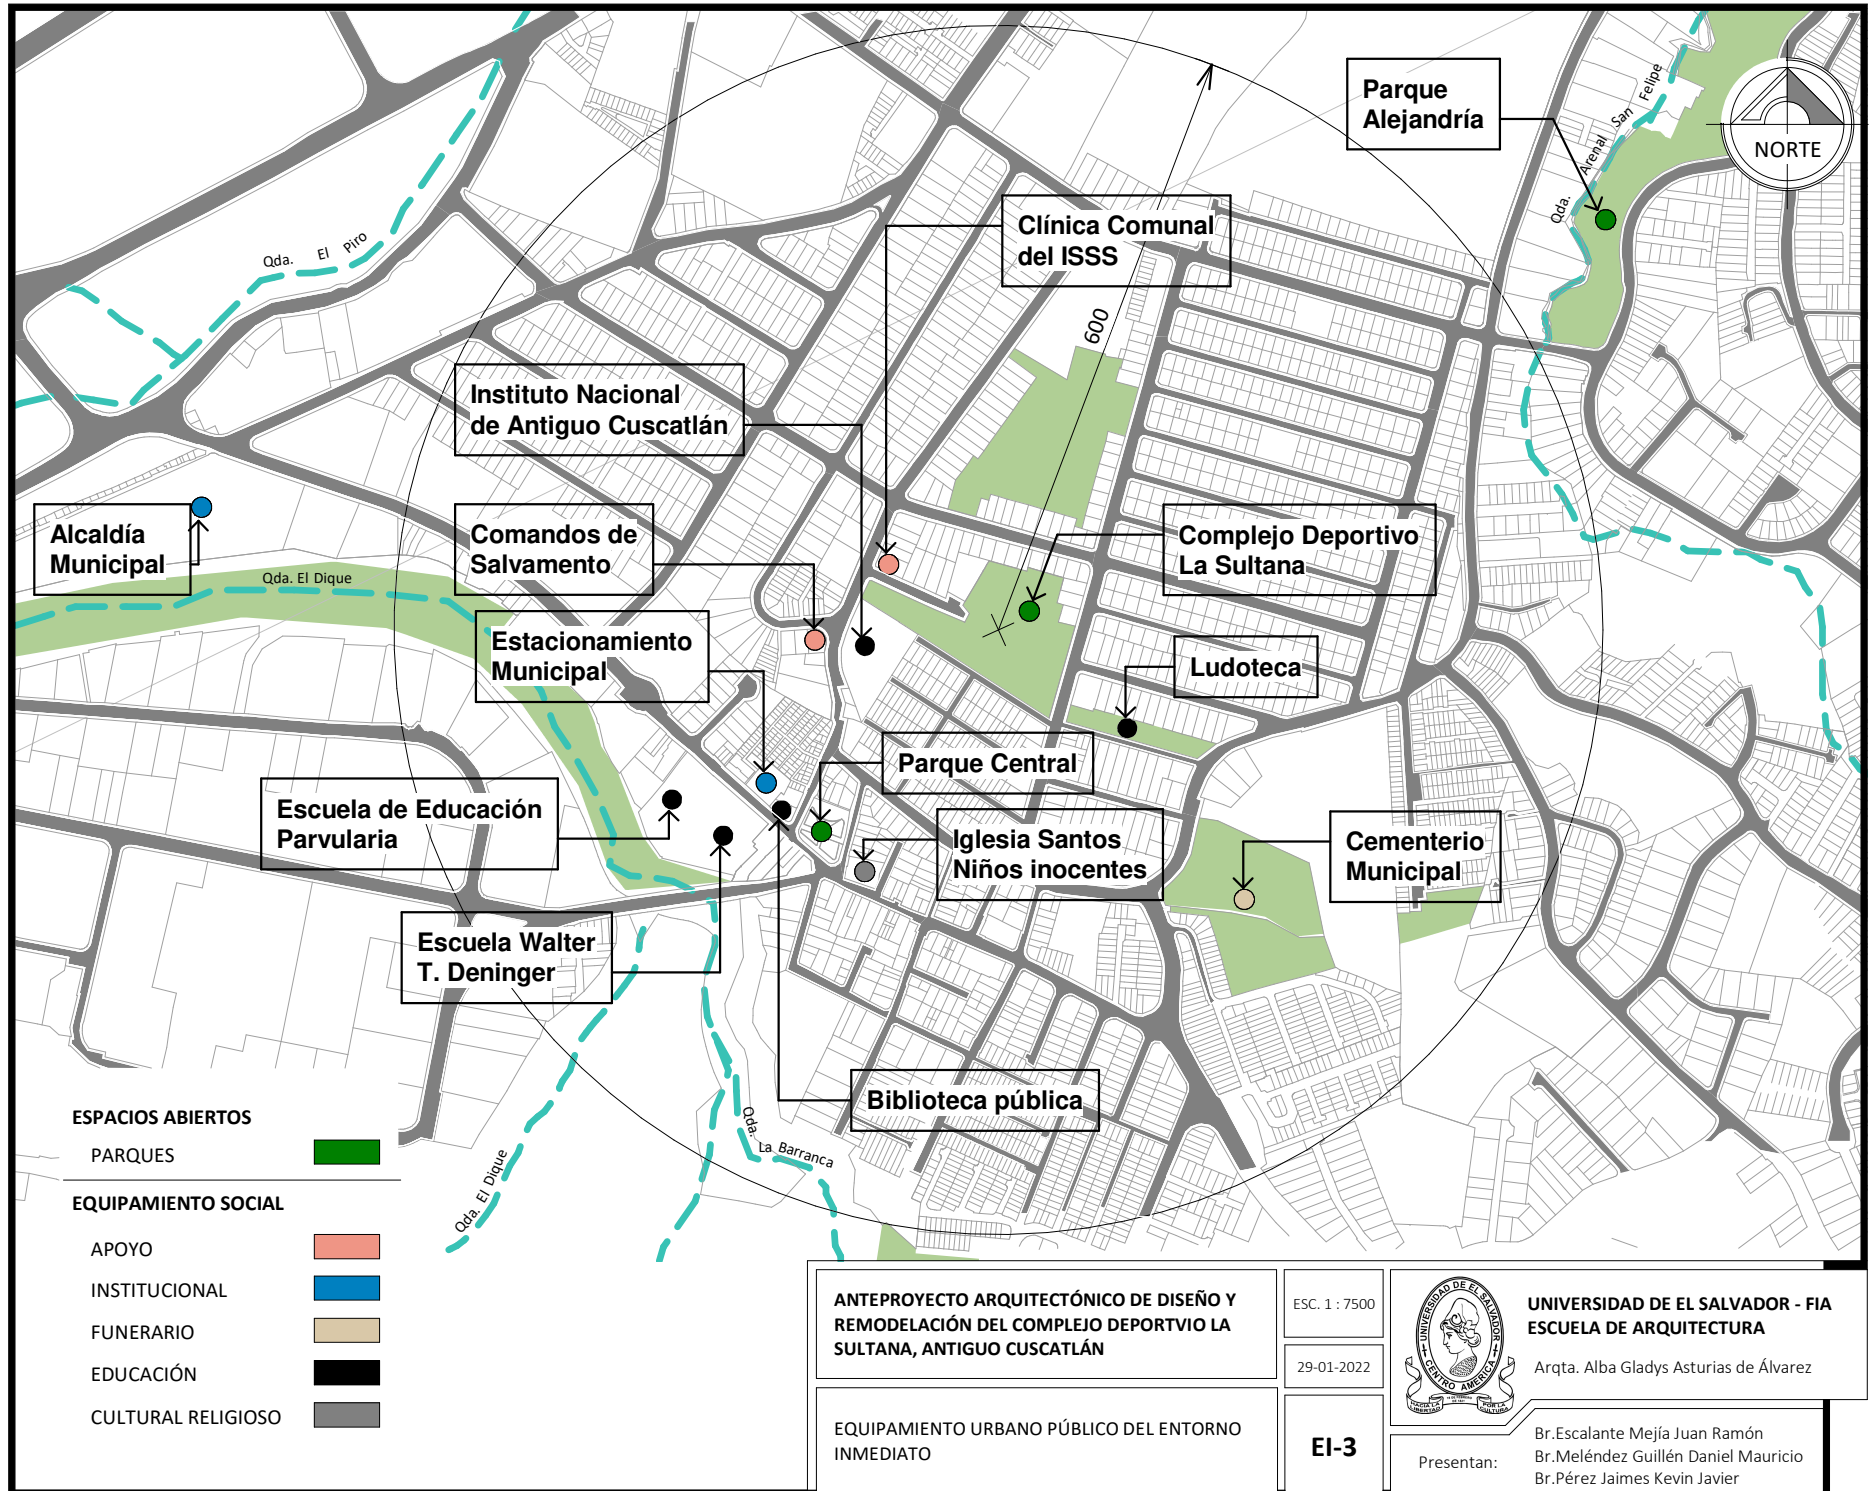 Parque
Alejandría
NORTE
Qda. Arenal San Felipe
Clínica Comunal
del ISSS
Qda. El Piro
600
Instituto Nacional
de Antiguo Cuscatlán
Alcaldía
Municipal
Comandos de
Salvamento
Complejo Deportivo
La Sultana
Qda. El Dique
Estacionamiento
Municipal
Ludoteca
Parque Central
Escuela de Educación
Parvularia
Iglesia Santos
Niños inocentes
Cementerio
Municipal
Escuela Walter
T. Deninger
Biblioteca pública
Qda. La Barranca
Qda. El Dique
ESPACIOS ABIERTOS
PARQUES
EQUIPAMIENTO SOCIAL
APOYO
INSTITUCIONAL
FUNERARIO
EDUCACIÓN
CULTURAL RELIGIOSO
ANTEPROYECTO ARQUITECTÓNICO DE DISEÑO Y
REMODELACIÓN DEL COMPLEJO DEPORTVIO LA
SULTANA, ANTIGUO CUSCATLÁN
EQUIPAMIENTO URBANO PÚBLICO DEL ENTORNO
INMEDIATO
ESC. 1 : 7500
29-01-2022
EI-3
UNIVERSIDAD DE EL SALVADOR
CENTRO AMERICA
HACIA LA
LIBERTAD
POR LA
CULTURA
UNIVERSIDAD DE EL SALVADOR - FIA
ESCUELA DE ARQUITECTURA
Arqta. Alba Gladys Asturias de Álvarez
Presentan:
Br.Escalante Mejía Juan Ramón
Br.Meléndez Guillén Daniel Mauricio
Br.Pérez Jaimes Kevin Javier